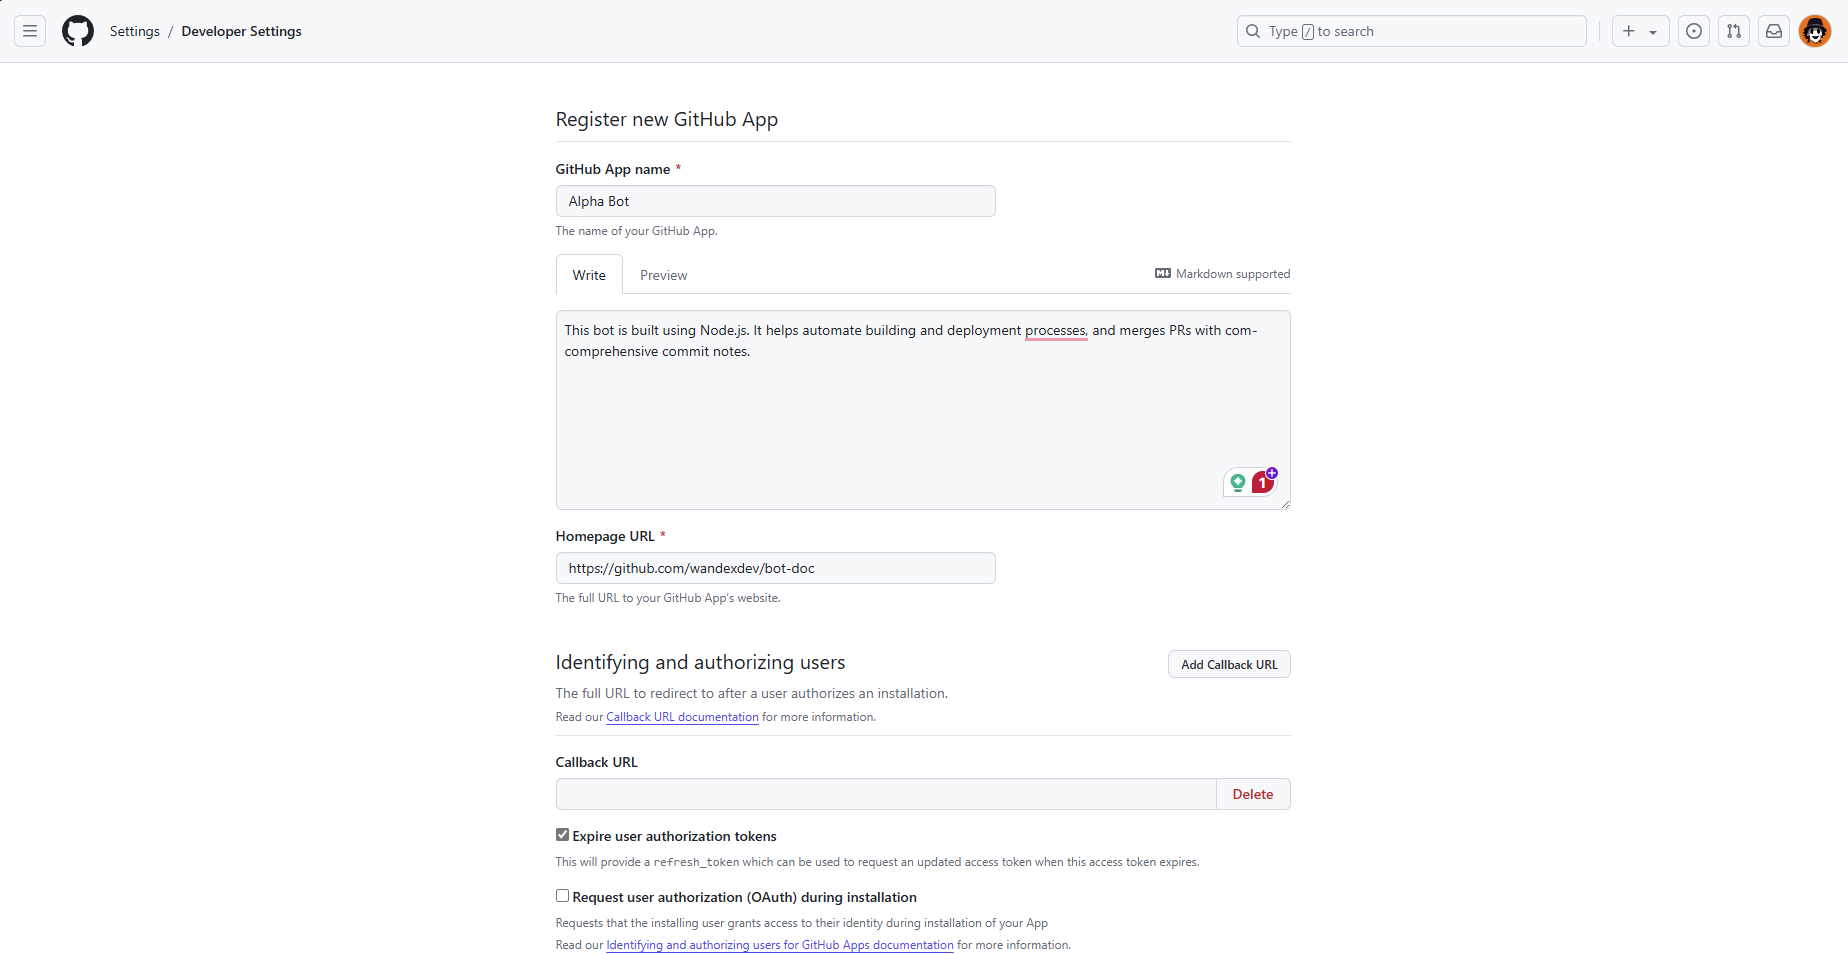 Settings / Developer Settings
Type / to search
Register new GitHub App
GitHub App name *
Alpha Bot
The name of your GitHub App.
Write Preview Markdown supported
This bot is built using Node.js. It helps automate building and deployment processes, and merges PRs with com-
comprehensive commit notes.
1
Homepage URL *
https://github.com/wandexdev/bot-doc
The full URL to your GitHub App's website.
Identifying and authorizing users
Add Callback URL
The full URL to redirect to after a user authorizes an installation.
Read our Callback URL documentation for more information.
Callback URL
Delete
Expire user authorization tokens
This will provide a refresh_token which can be used to request an updated access token when this access token expires.
Request user authorization (OAuth) during installation
Requests that the installing user grants access to their identity during installation of your App
Read our Identifying and authorizing users for GitHub Apps documentation for more information.